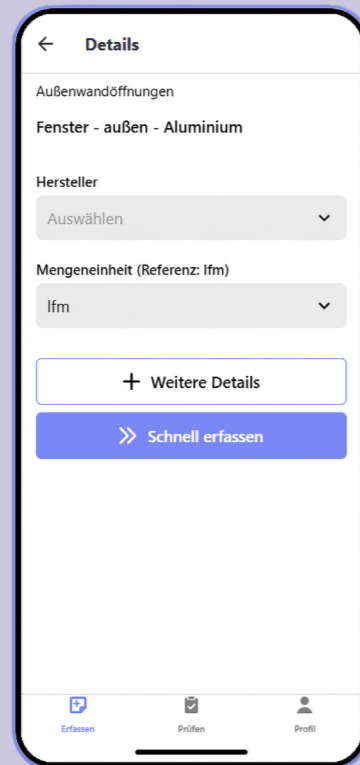 Details
Außenwandöffnungen
Fenster - außen - Aluminium
Hersteller
Auswählen
Mengeneinheit (Referenz: lfm)
lfm
Weitere Details
Schnell erfassen
Erfassen
Prüfen
Profil